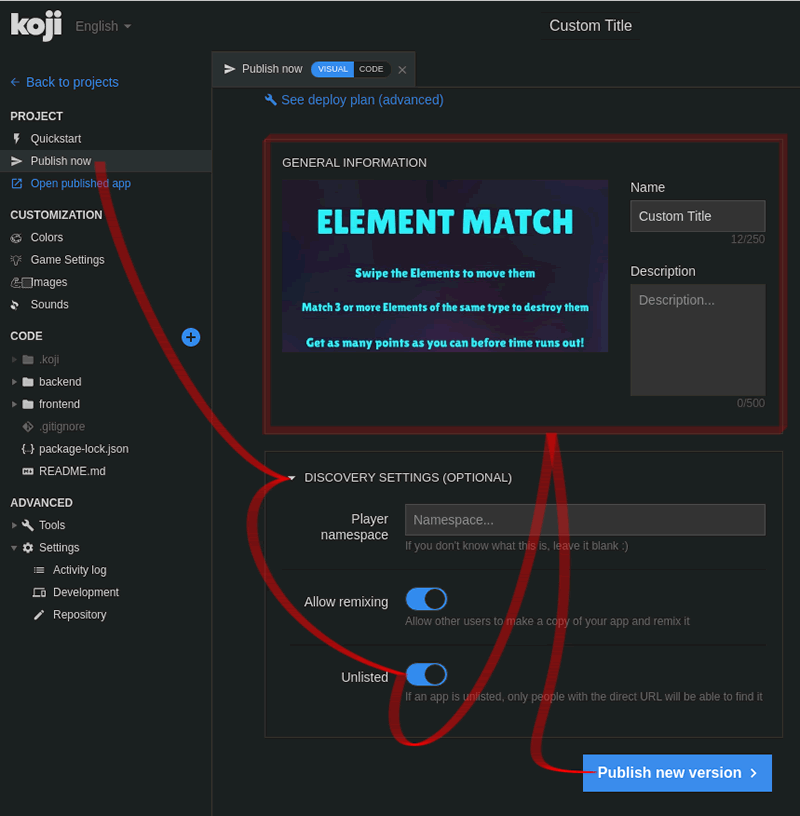 koji English
Custom Title
Back to projects
PROJECT
Quickstart
Publish now
Open published app
CUSTOMIZATION
Colors
Game Settings
Images
Sounds
CODE
.koji
backend
frontend
.gitignore
package-lock.json
README.md
ADVANCED
Tools
Settings
Activity log
Development
Repository
Publish now VISUAL CODE
See deploy plan (advanced)
GENERAL INFORMATION
ELEMENT MATCH
Swipe the Elements to move them
Match 3 or more Elements of the same type to destroy them
Get as many points as you can before time runs out!
Name
Custom Title
12/250
Description
Description...
0/500
DISCOVERY SETTINGS (OPTIONAL)
Player
namespace
Namespace...
If you don't know what this is, leave it blank :)
Allow remixing
Allow other users to make a copy of your app and remix it
Unlisted
If an app is unlisted, only people with the direct URL will be able to find it
Publish new version